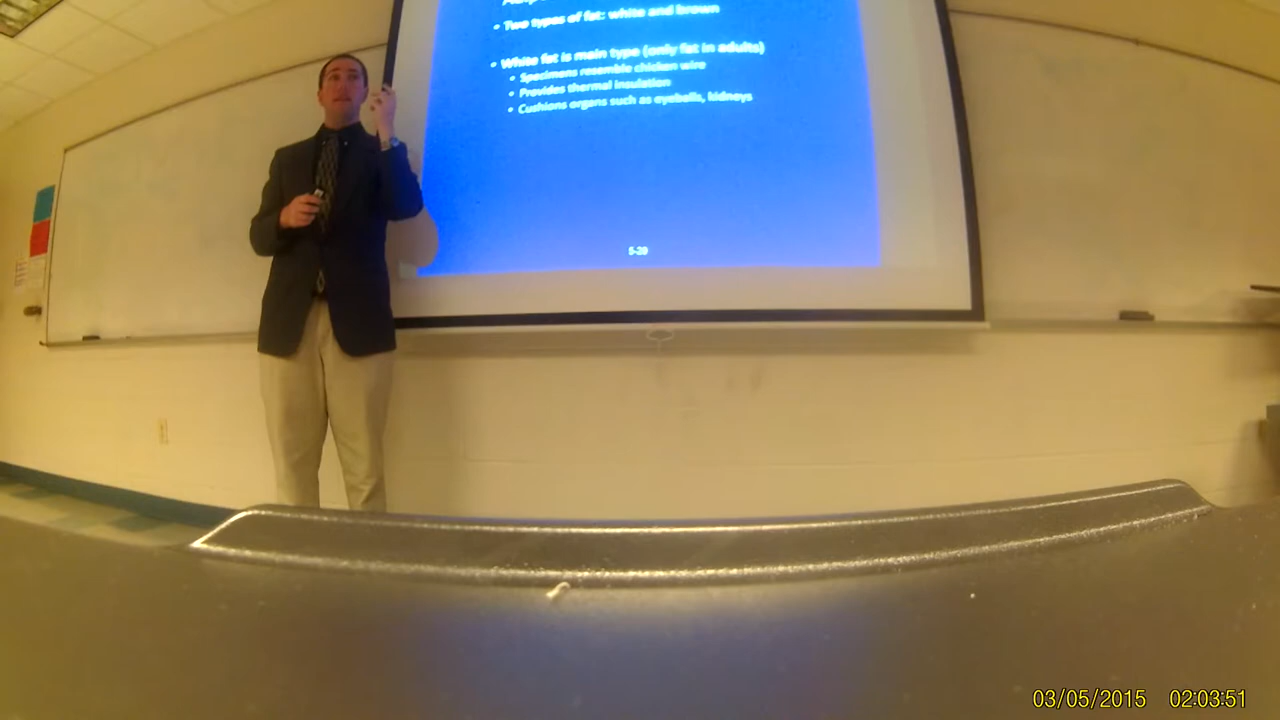 • Two types of fat: white and brown
• White fat is main type (only fat in adults)
• Specimens resemble chicken wire
• Provides thermal insulation
• Cushions organs such as eyeballs, kidneys
5-20
03/05/2015 02:03:51